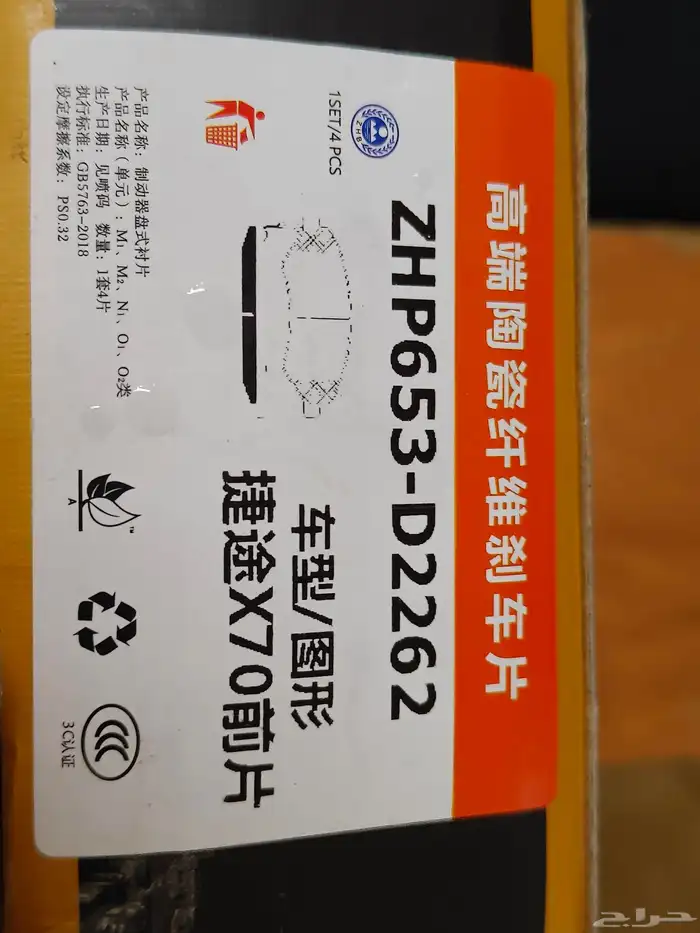 高端陶瓷纤维刹车片
ZHP653-D2262
ZHB
1SET/4 PCS
车型/图形
捷途X70前片
产品名称：制动器盘式衬片
产品名称（单元）：M₁、M₂、N₁、O₁、O₂类
生产日期：见喷码 数量：1套4片
执行标准：GB5763-2018
设定摩擦系数：PS0.32
A
TM
3C认证
حراج